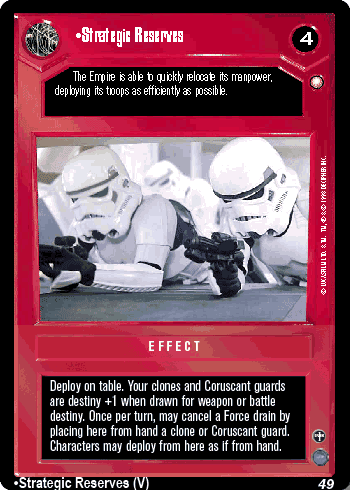 •Strategic Reserves
4
The Empire is able to quickly relocate its manpower,
deploying its troops as efficiently as possible.
EFFECT
Deploy on table. Your clones and Coruscant guards
are destiny +1 when drawn for weapon or battle
destiny. Once per turn, may cancel a Force drain by
placing here from hand a clone or Coruscant guard.
Characters may deploy from here as if from hand.
•Strategic Reserves (V)
49